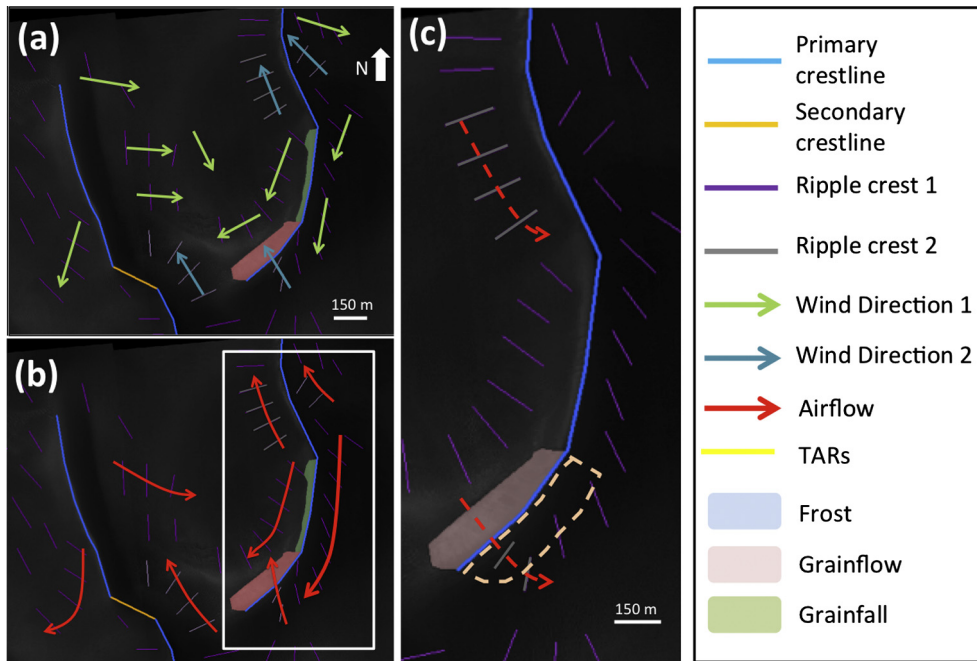 (a)
N
150 m
(b)
(c)
150 m
Primary
crestline
Secondary
crestline
Ripple crest 1
Ripple crest 2
Wind Direction 1
Wind Direction 2
Airflow
TARs
Frost
Grainflow
Grainfall